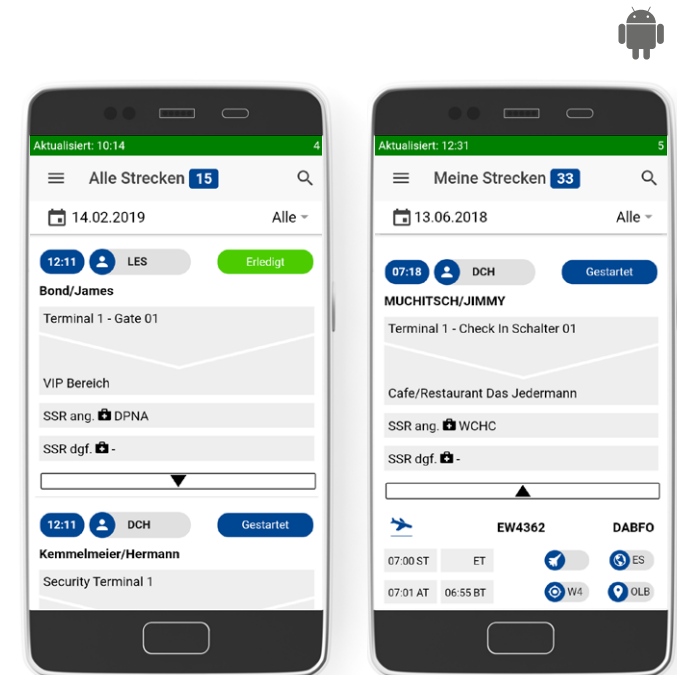 Aktualisiert: 10:14 4
Alle Strecken 15
14.02.2019 Alle
12:11 LES Erledigt
Bond/James
Terminal 1 - Gate 01
VIP Bereich
SSR ang. DPNA
SSR dgf. -
12:11 DCH Gestartet
Kemmelmeier/Hermann
Security Terminal 1
Aktualisiert: 12:31 5
Meine Strecken 33
13.06.2018 Alle
07:18 DCH Gestartet
MUCHITSCH/JIMMY
Terminal 1 - Check In Schalter 01
Cafe/Restaurant Das Jedermann
SSR ang. WCHC
SSR dgf. -
EW4362 DABFO
07:00 ST ET ES
07:01 AT 06:55 BT W4 OLB